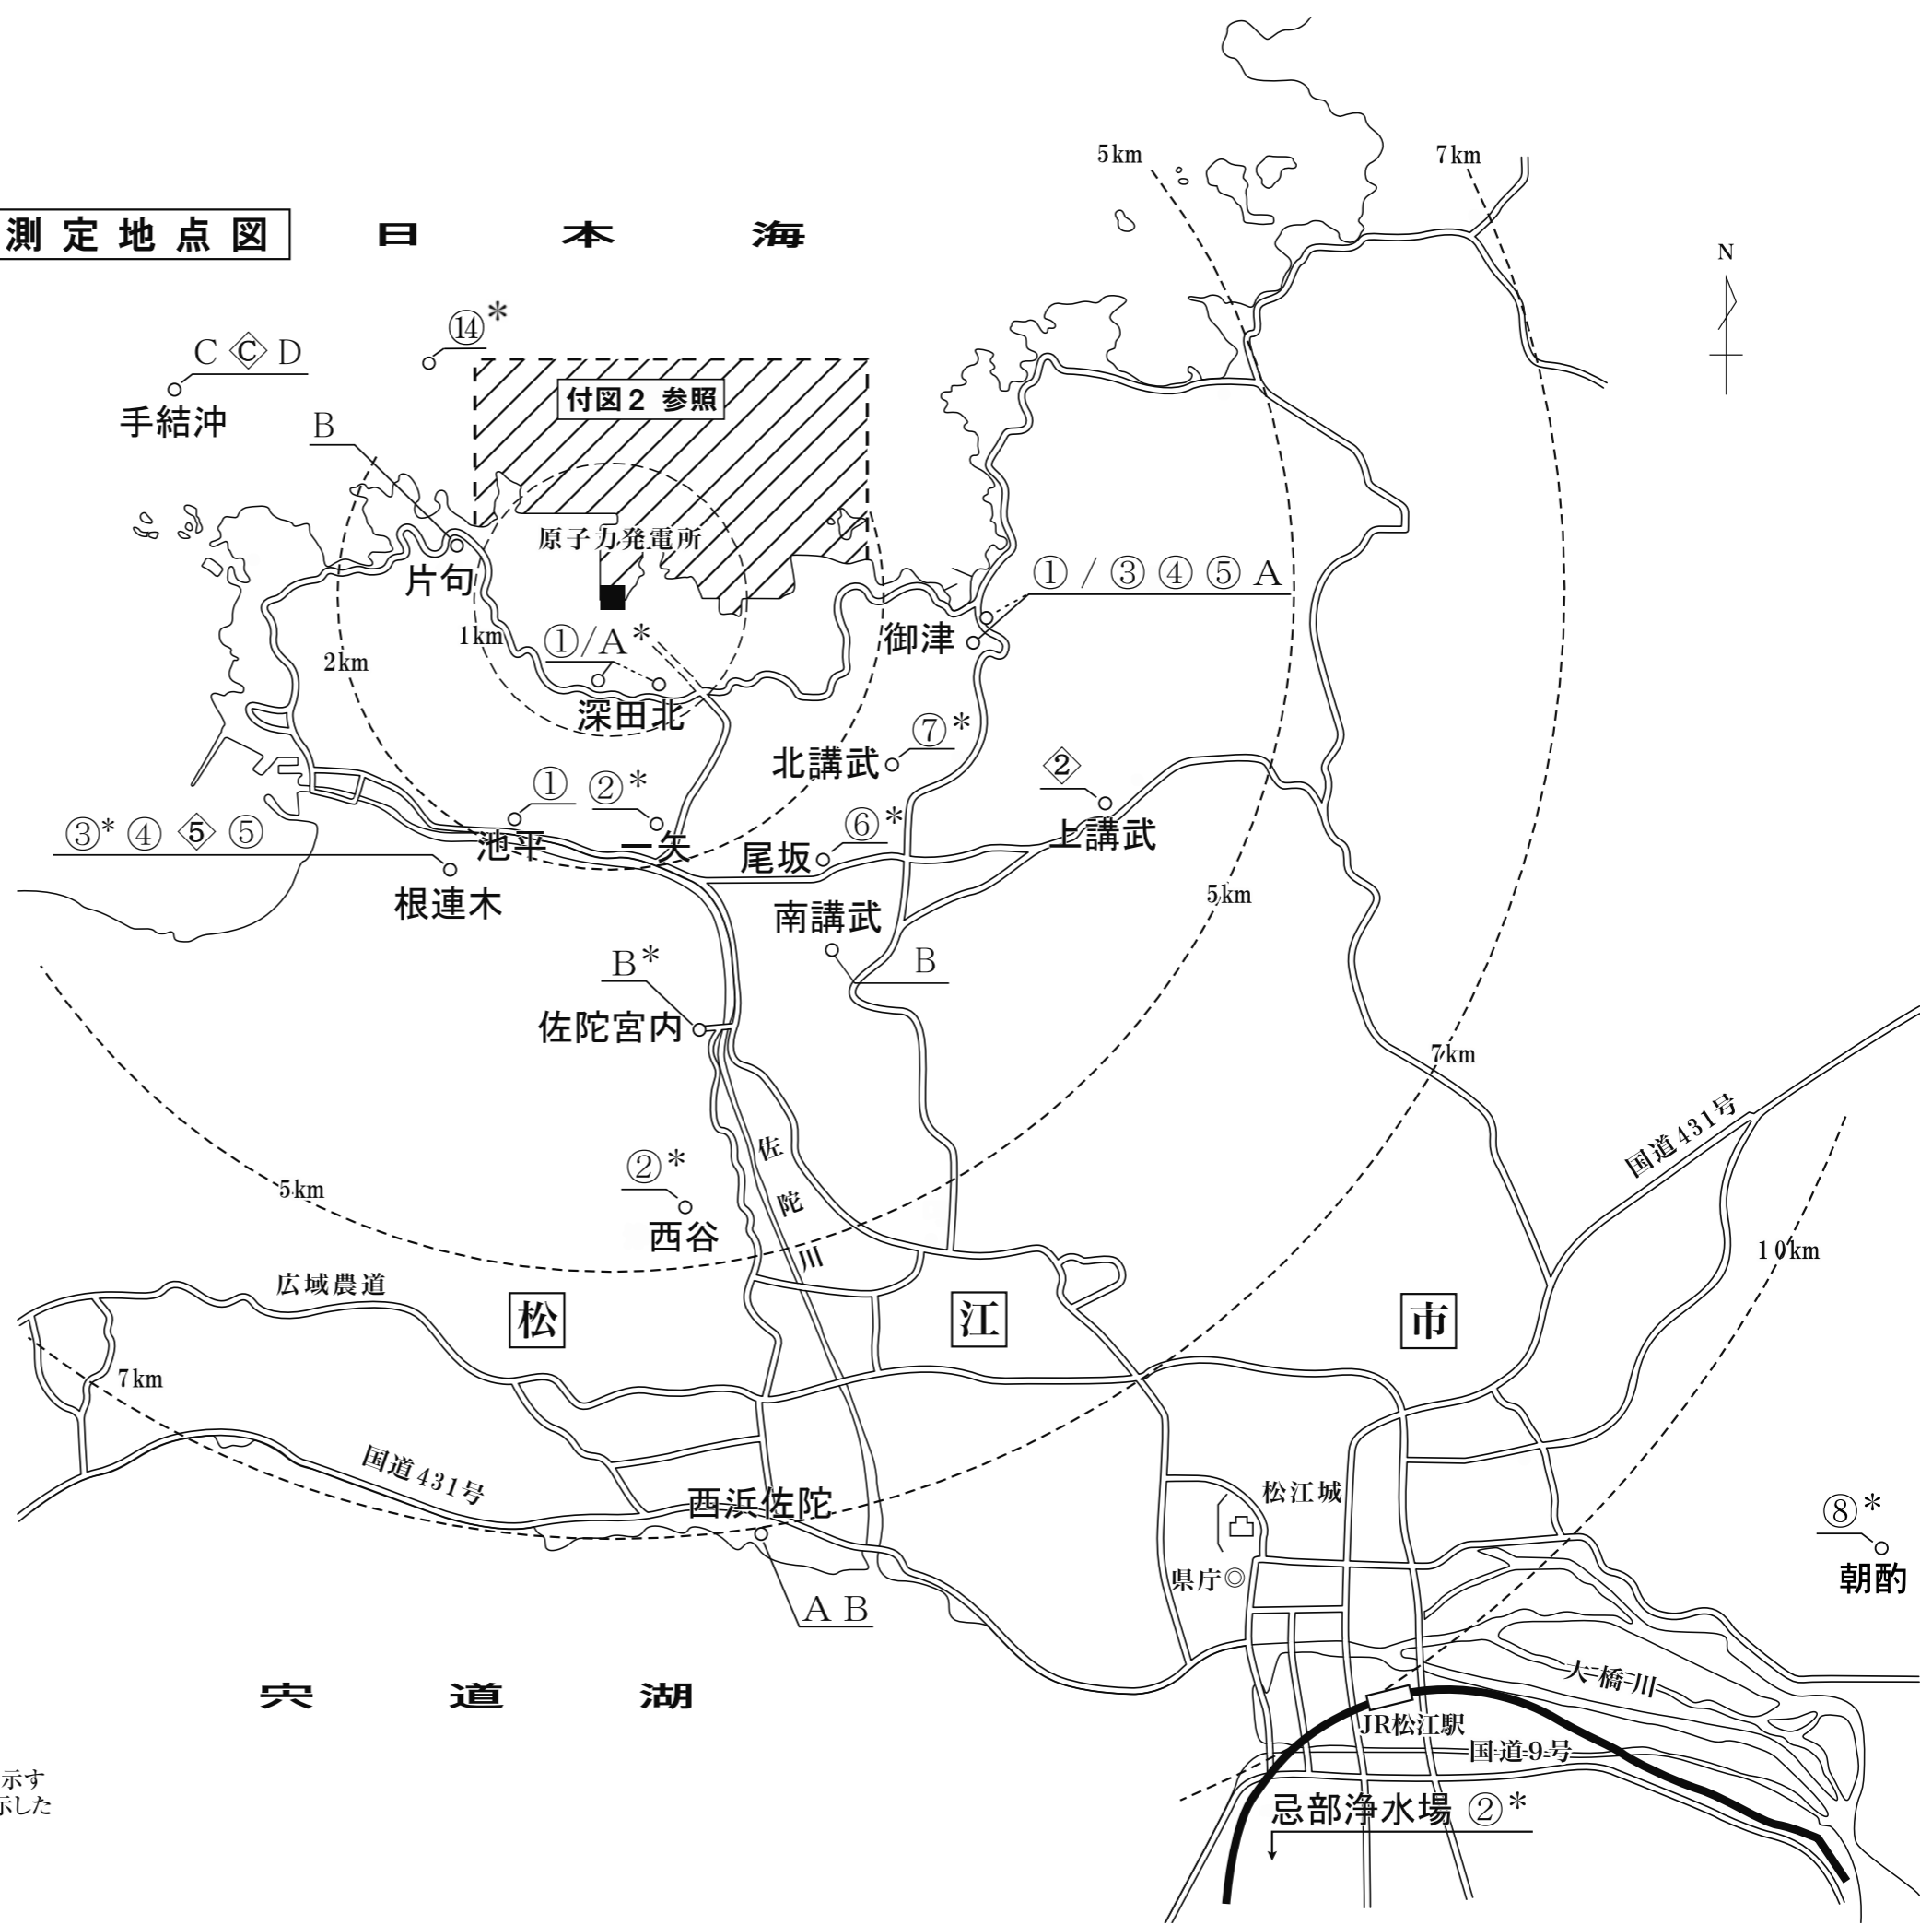 5km
7km
測定地点図
日本海
N
⑭*
C Ⓒ D
手結沖
付図2 参照
B
原子力発電所
片句
①/③④⑤A
1km
①/A*
御津
2km
深田北
⑦*
北講武
②
①
②*
⑥*
③*④⑤⑤
池平
一矢
尾坂
上講武
根連木
5km
南講武
B*
B
佐陀宮内
7km
国道431号
佐陀川
②*
5km
西谷
10km
広域農道
松
江
市
7km
国道431号
松江城
西浜佐陀
⑧*
県庁◎
朝酌
A B
大橋川
宍道湖
JR松江駅
国道9号
示す
示した
忌部浄水場 ②*